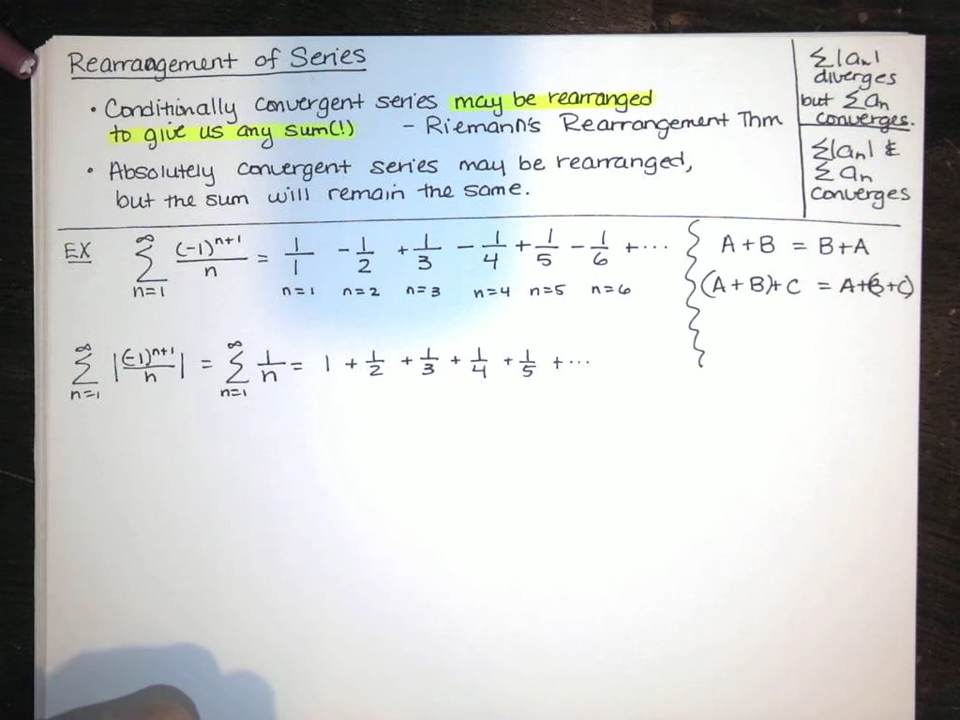 Rearrangement of Series
• Conditionally convergent series may be rearranged
to give us any sum(!) - Riemann's Rearrangement Thm
• Absolutely convergent series may be rearranged,
but the sum will remain the same.
Σ|aₙ|
diverges
but Σaₙ
converges.
Σ|aₙ| &
Σaₙ
converges
EX ∞Σn=1 (-1)ⁿ⁺¹/n = 1/1 - 1/2 + 1/3 - 1/4 + 1/5 - 1/6 + ⋯
n=1 n=2 n=3 n=4 n=5 n=6
A+B = B+A
(A+B)+C = A+(B+C)
∞Σn=1 |(-1)ⁿ⁺¹/n| = ∞Σn=1 1/n = 1 + 1/2 + 1/3 + 1/4 + 1/5 + ⋯